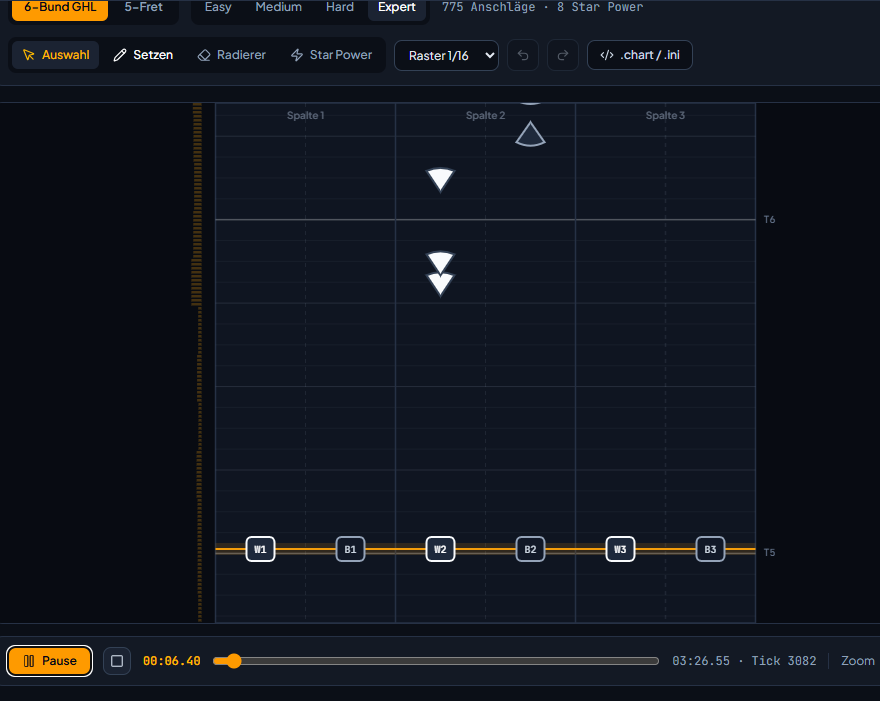 6-Bund GHL 5-Fret Easy Medium Hard Expert 775 Anschläge · 8 Star Power
Auswahl Setzen Radierer Star Power Raster 1/16 .chart / .ini
Spalte 1 Spalte 2 Spalte 3
T6
W1 B1 W2 B2 W3 B3 T5
Pause 00:06.40 03:26.55 · Tick 3082 Zoom